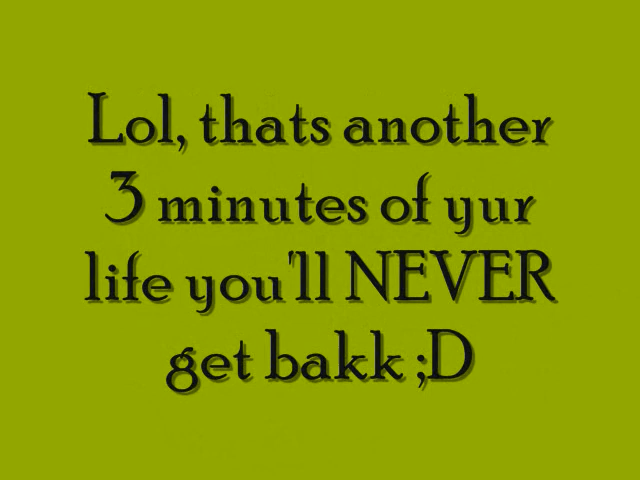 Lol, thats another
3 minutes of yur
life you'll NEVER
get bakk ;D